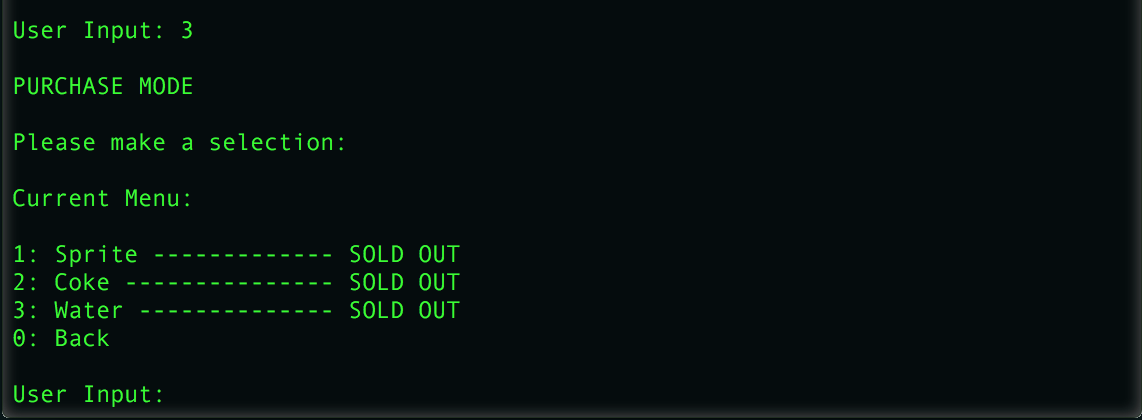 User Input: 3
PURCHASE MODE
Please make a selection:
Current Menu:
1: Sprite ------------- SOLD OUT
2: Coke --------------- SOLD OUT
3: Water -------------- SOLD OUT
0: Back
User Input: